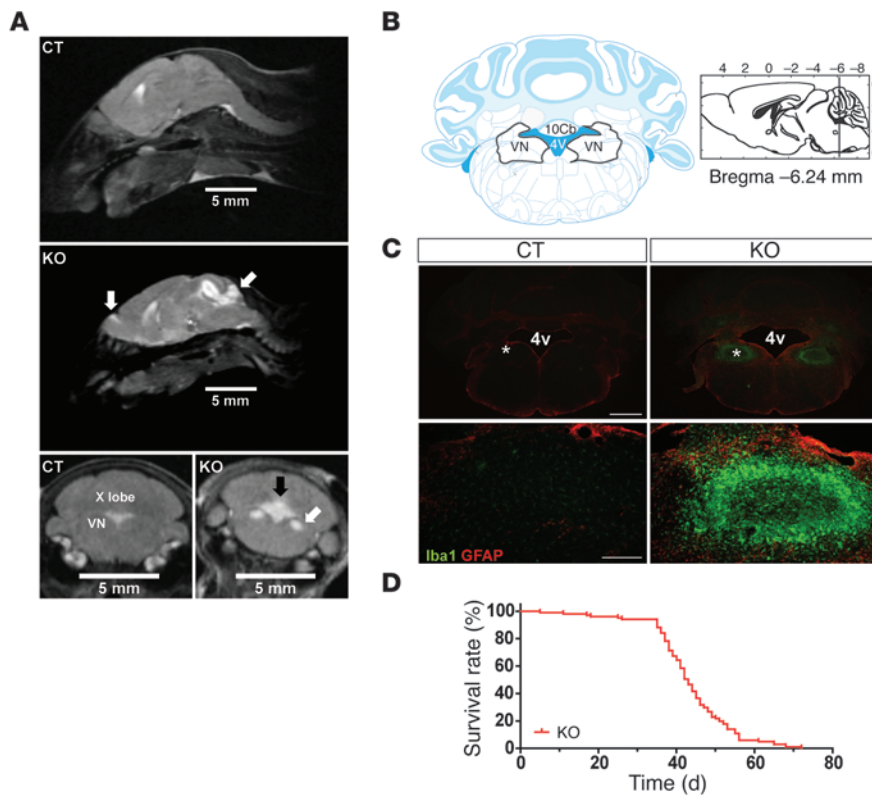 A
CT
5 mm
KO
5 mm
CT
X lobe
VN
5 mm
KO
5 mm
B
10Cb
VN
4V
VN
4 2 0 −2 −4 −6 −8
Bregma −6.24 mm
C
CT
KO
4v
*
4v
*
Iba1 GFAP
D
Survival rate (%)
100
80
60
40
20
0
KO
0 20 40 60 80
Time (d)